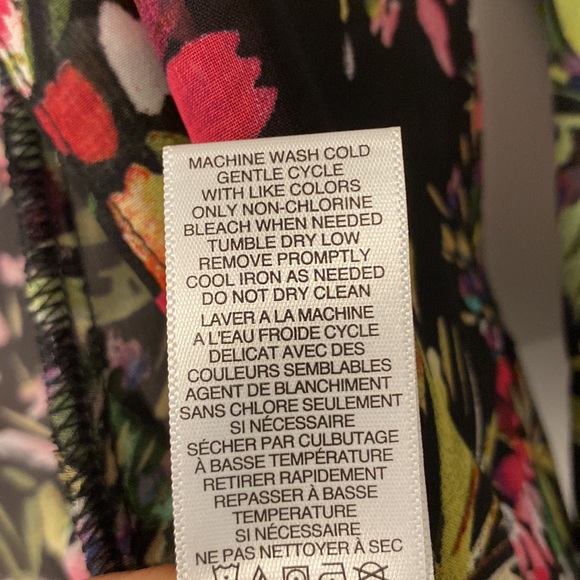 MACHINE WASH COLD
GENTLE CYCLE
WITH LIKE COLORS
ONLY NON-CHLORINE
BLEACH WHEN NEEDED
TUMBLE DRY LOW
REMOVE PROMPTLY
COOL IRON AS NEEDED
DO NOT DRY CLEAN
LAVER A LA MACHINE
A L'EAU FROIDE CYCLE
DELICAT AVEC DES
COULEURS SEMBLABLES
AGENT DE BLANCHIMENT
SANS CHLORE SEULEMENT
SI NÉCESSAIRE
SÉCHER PAR CULBUTAGE
À BASSE TEMPÉRATURE
RETIRER RAPIDEMENT
REPASSER À BASSE
TEMPERATURE
SI NÉCESSAIRE
NE PAS NETTOYER À SEC